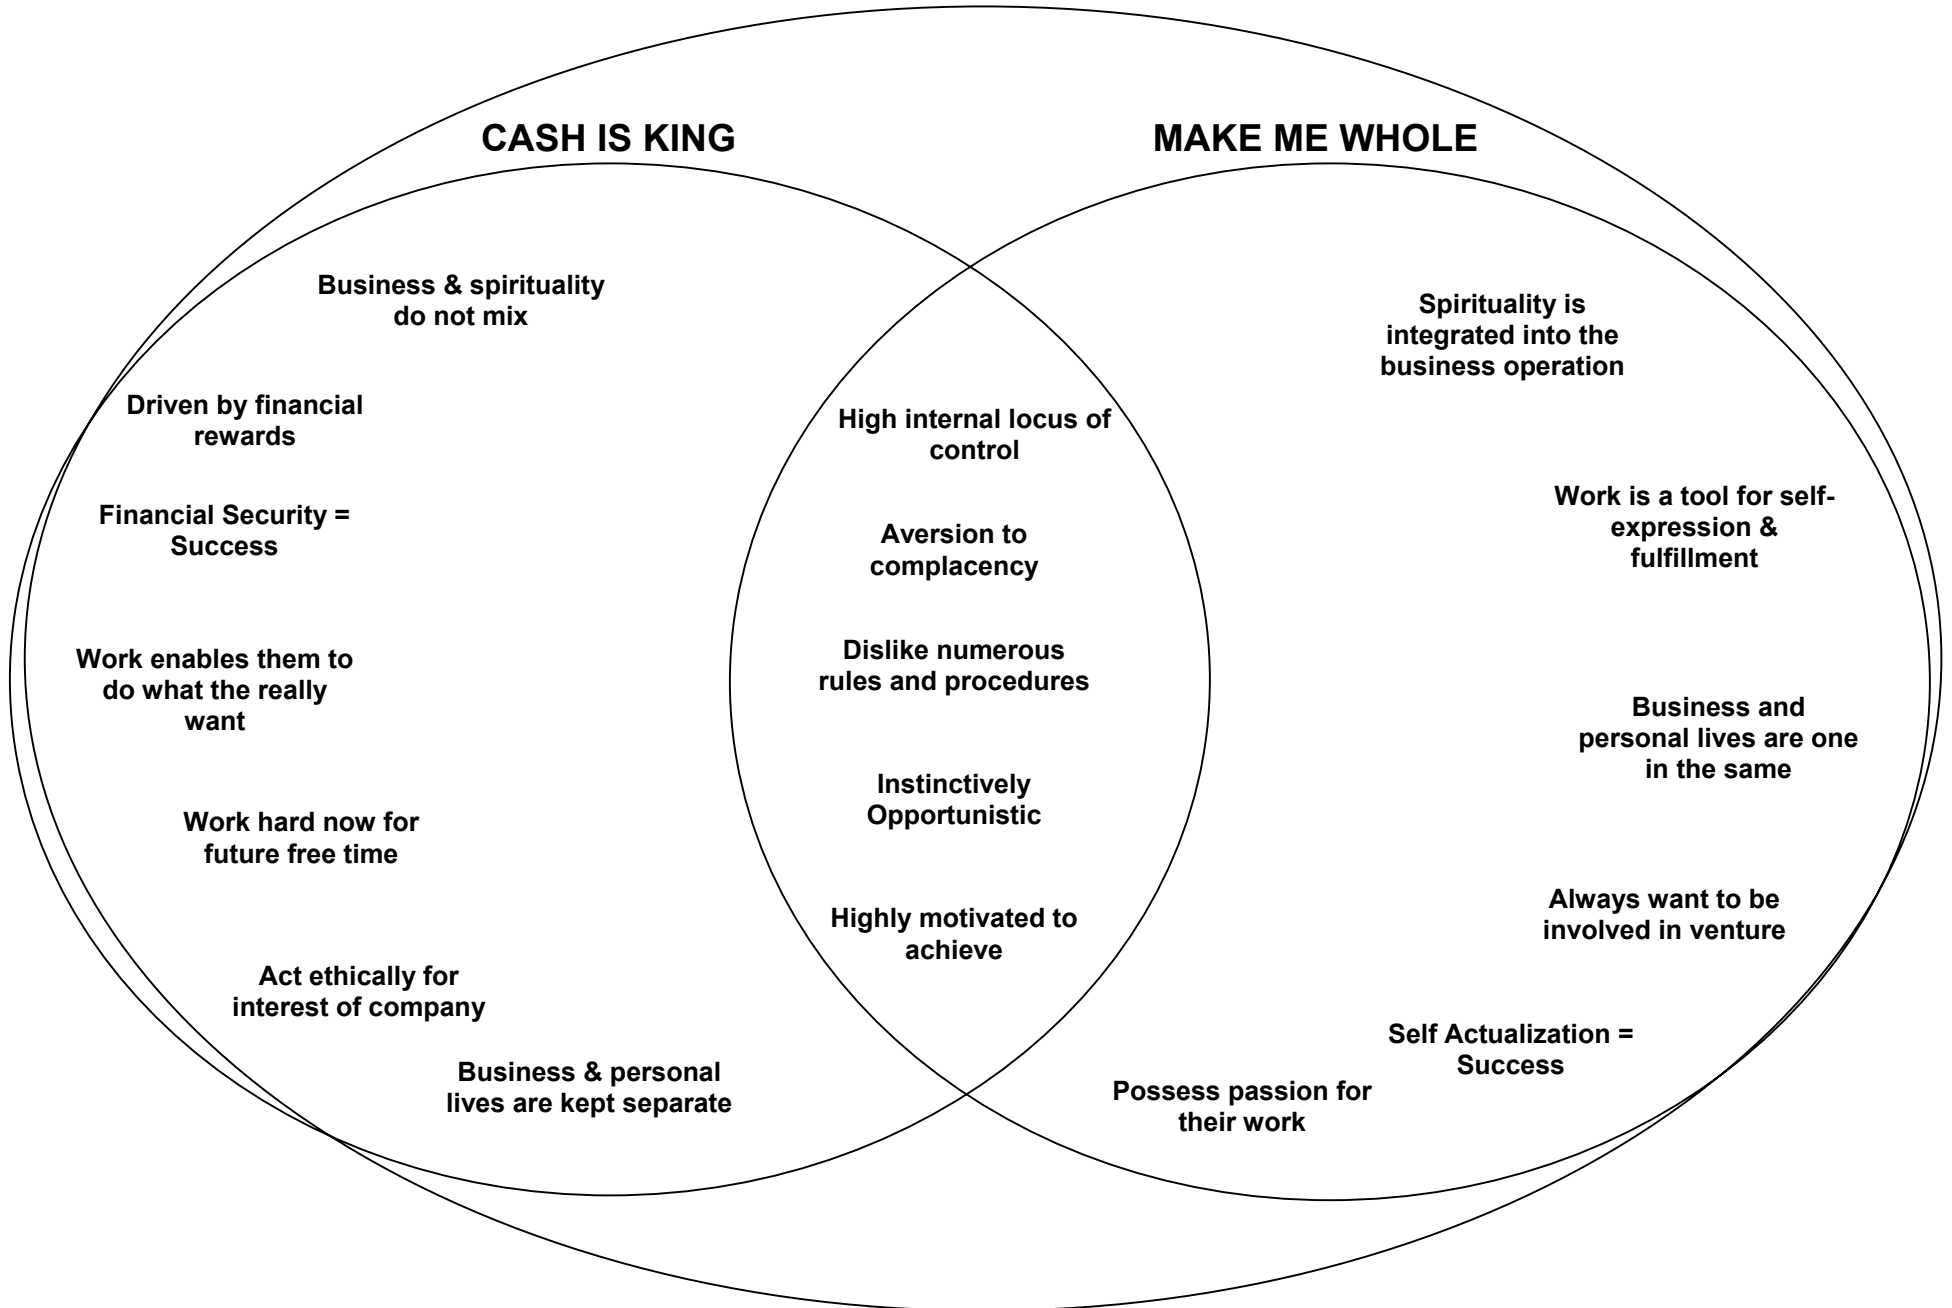 CASH IS KING
MAKE ME WHOLE
Business & spirituality
do not mix
Driven by financial
rewards
Financial Security =
Success
Work enables them to
do what the really
want
Work hard now for
future free time
Act ethically for
interest of company
Business & personal
lives are kept separate
High internal locus of
control
Aversion to
complacency
Dislike numerous
rules and procedures
Instinctively
Opportunistic
Highly motivated to
achieve
Spirituality is
integrated into the
business operation
Work is a tool for self-
expression &
fulfillment
Business and
personal lives are one
in the same
Always want to be
involved in venture
Self Actualization =
Success
Possess passion for
their work